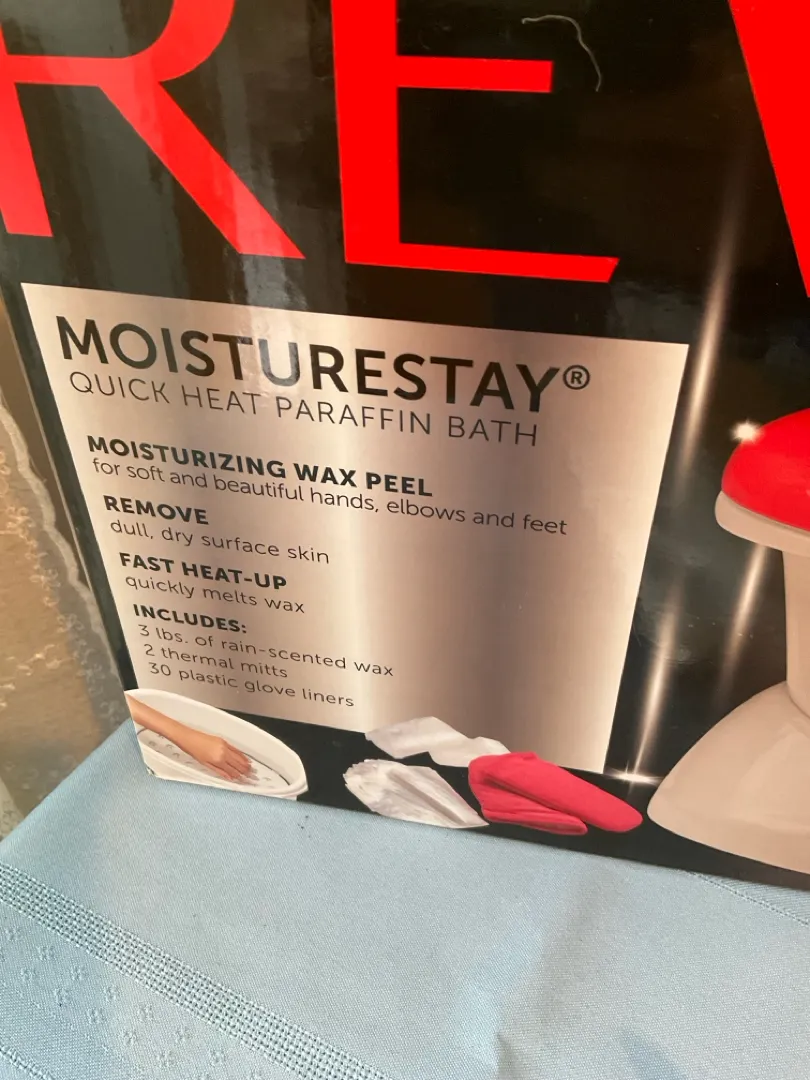 REV
MOISTURESTAY®
QUICK HEAT PARAFFIN BATH
MOISTURIZING WAX PEEL
for soft and beautiful hands, elbows and feet
REMOVE
dull, dry surface skin
FAST HEAT-UP
quickly melts wax
INCLUDES:
3 lbs. of rain-scented wax
2 thermal mitts
30 plastic glove liners